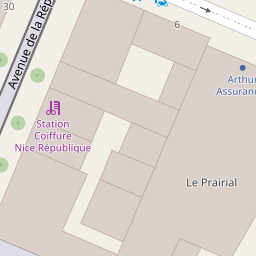 30
6
Avenue de la Rép
Arthur
Assuranc
Station
Coiffure
Nice République
Le Prairial